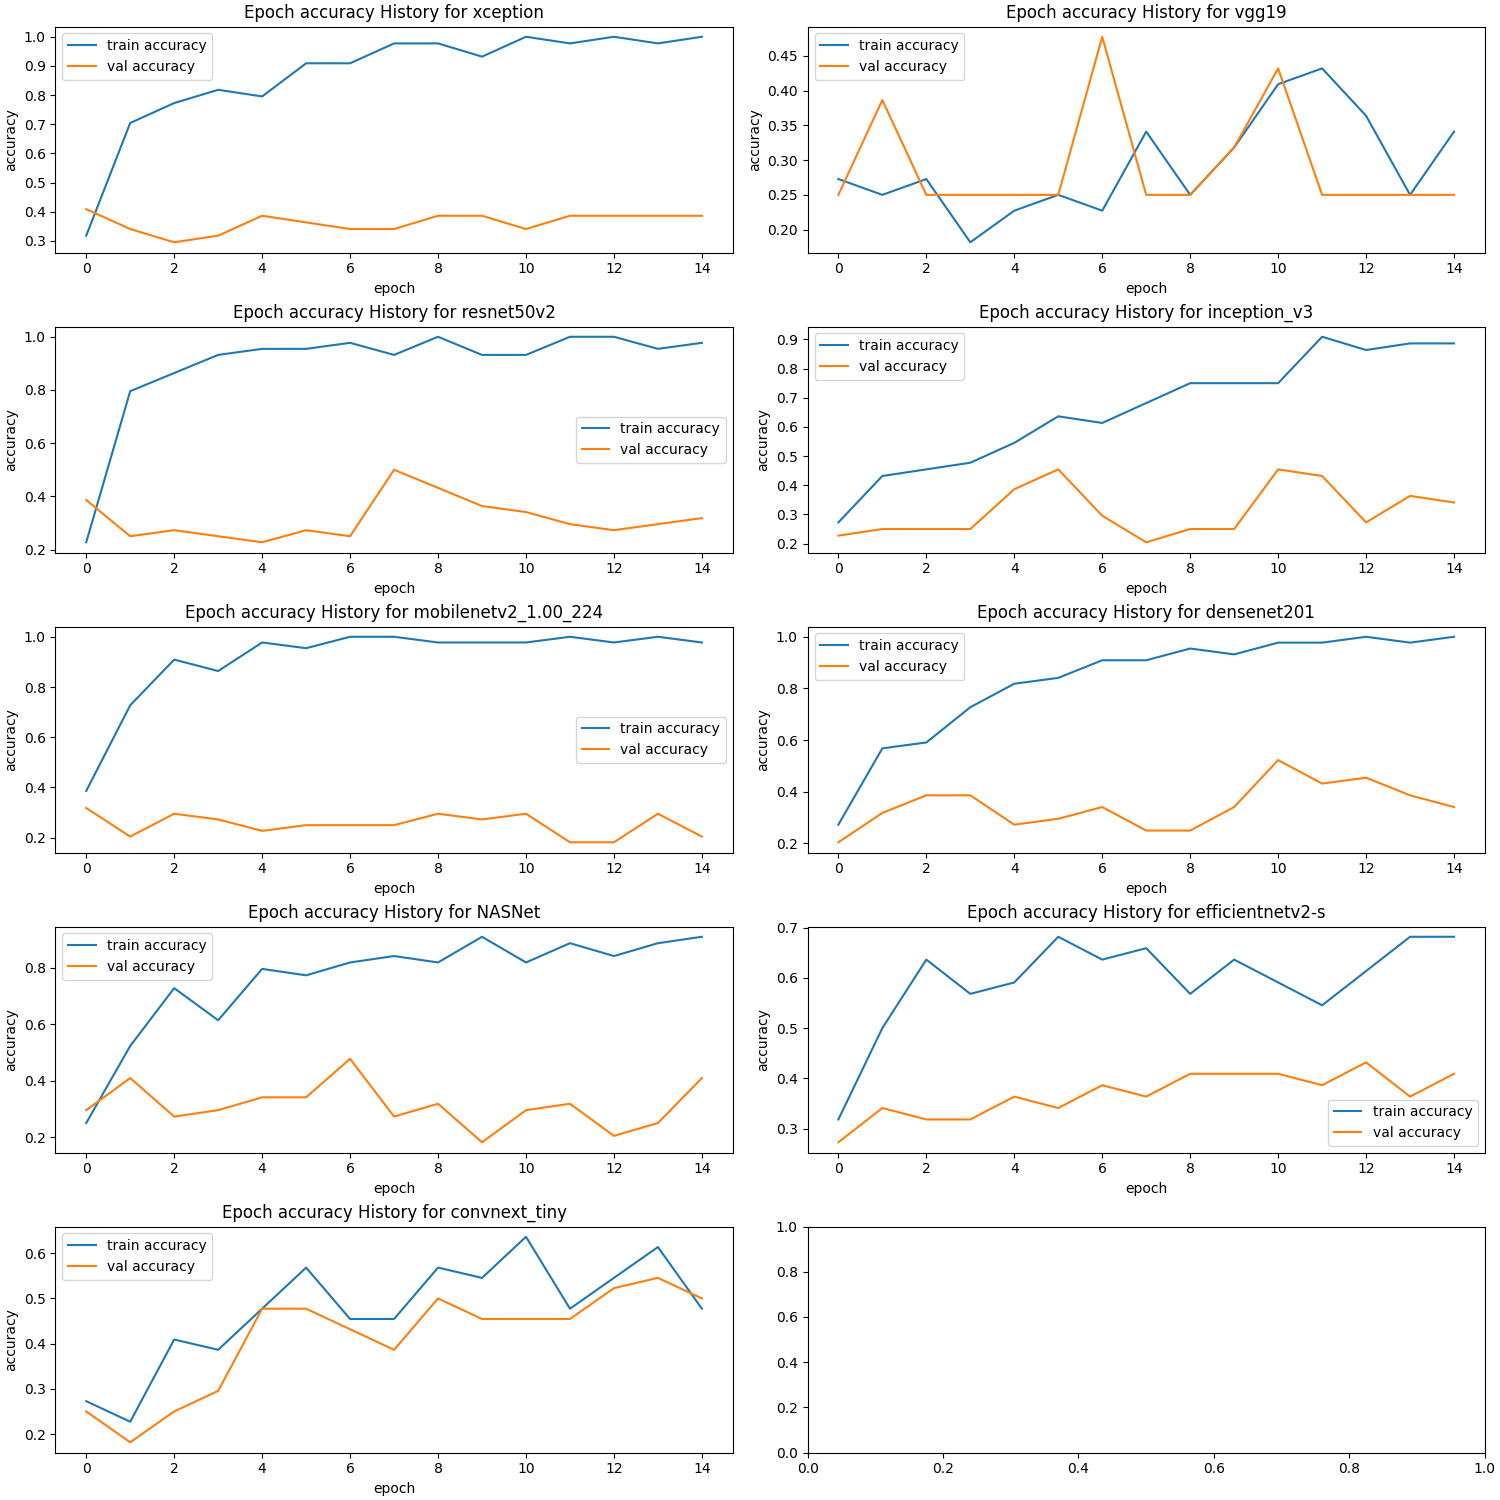 Epoch accuracy History for xception
train accuracy
val accuracy
1.0
0.9
0.8
0.7
0.6
0.5
0.4
0.3
accuracy
0 2 4 6 8 10 12 14
epoch
Epoch accuracy History for vgg19
train accuracy
val accuracy
0.45
0.40
0.35
0.30
0.25
0.20
accuracy
0 2 4 6 8 10 12 14
epoch
Epoch accuracy History for resnet50v2
train accuracy
val accuracy
1.0
0.8
0.6
0.4
0.2
accuracy
0 2 4 6 8 10 12 14
epoch
Epoch accuracy History for inception_v3
train accuracy
val accuracy
0.9
0.8
0.7
0.6
0.5
0.4
0.3
0.2
accuracy
0 2 4 6 8 10 12 14
epoch
Epoch accuracy History for mobilenetv2_1.00_224
train accuracy
val accuracy
1.0
0.8
0.6
0.4
0.2
accuracy
0 2 4 6 8 10 12 14
epoch
Epoch accuracy History for densenet201
train accuracy
val accuracy
1.0
0.8
0.6
0.4
0.2
accuracy
0 2 4 6 8 10 12 14
epoch
Epoch accuracy History for NASNet
train accuracy
val accuracy
0.8
0.6
0.4
0.2
accuracy
0 2 4 6 8 10 12 14
epoch
Epoch accuracy History for efficientnetv2-s
0.7
0.6
0.5
0.4
0.3
accuracy
train accuracy
val accuracy
0 2 4 6 8 10 12 14
epoch
Epoch accuracy History for convnext_tiny
train accuracy
val accuracy
0.6
0.5
0.4
0.3
0.2
accuracy
0 2 4 6 8 10 12 14
epoch
1.0
0.8
0.6
0.4
0.2
0.0
0.0 0.2 0.4 0.6 0.8 1.0